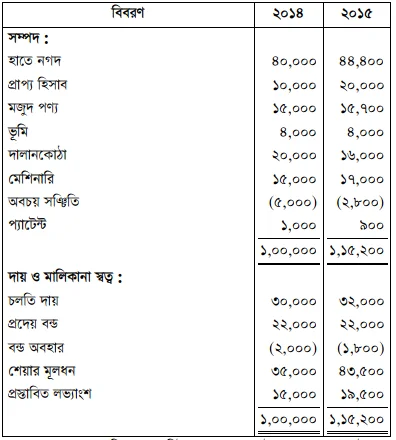 বিবরণ ২০১৪ ২০১৫
সম্পদ :
হাতে নগদ ৪০,০০০ ৪৪,৪০০
প্রাপ্য হিসাব ১০,০০০ ২০,০০০
মজুদ পণ্য ১৫,০০০ ১৫,৭০০
ভূমি ৪,০০০ ৪,০০০
দালানকোঠা ২০,০০০ ১৬,০০০
মেশিনারি ১৫,০০০ ১৭,০০০
অবচয় সঞ্চিতি (৫,০০০) (২,৮০০)
প্যাটেন্ট ১,০০০ ৯০০
১,০০,০০০ ১,১৫,২০০
দায় ও মালিকানা স্বত্ব :
চলতি দায় ৩০,০০০ ৩২,০০০
প্রদেয় বন্ড ২২,০০০ ২২,০০০
বন্ড অবহার (২,০০০) (১,৮০০)
শেয়ার মূলধন ৩৫,০০০ ৪৩,৫০০
প্রস্তাবিত লভ্যাংশ ১৫,০০০ ১৯,৫০০
১,০০,০০০ ১,১৫,২০০